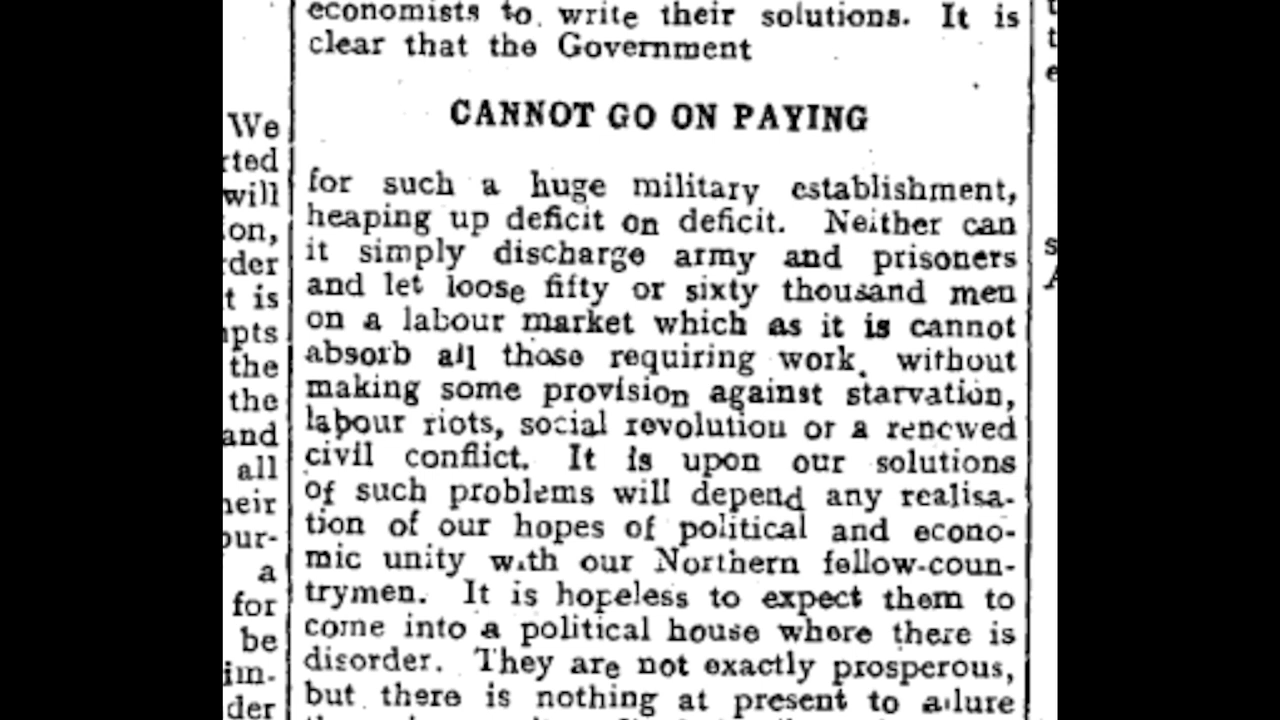 We
rted
will
ion,
rder
t is
mpts
the
the
and
all
heir
our-
a
for
be
im-
der
economists to write their solutions. It is
clear that the Government
CANNOT GO ON PAYING
for such a huge military establishment,
heaping up deficit on deficit. Neither can
it simply discharge army and prisoners
and let loose fifty or sixty thousand men
on a labour market which as it is cannot
absorb all those requiring work, without
making some provision against starvation,
labour riots, social revolution or a renewed
civil conflict. It is upon our solutions
of such problems will depend any realisa-
tion of our hopes of political and econo-
mic unity with our Northern fellow-coun-
trymen. It is hopeless to expect them to
come into a political house where there is
disorder. They are not exactly prosperous,
but there is nothing at present to allure